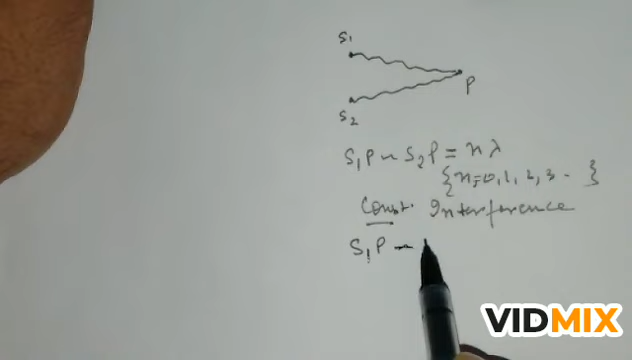 S1
P
S2
S1P ~ S2P = nλ
{n=0,1,2,3 - }
Const. Interference
S1P -
VIDMIX